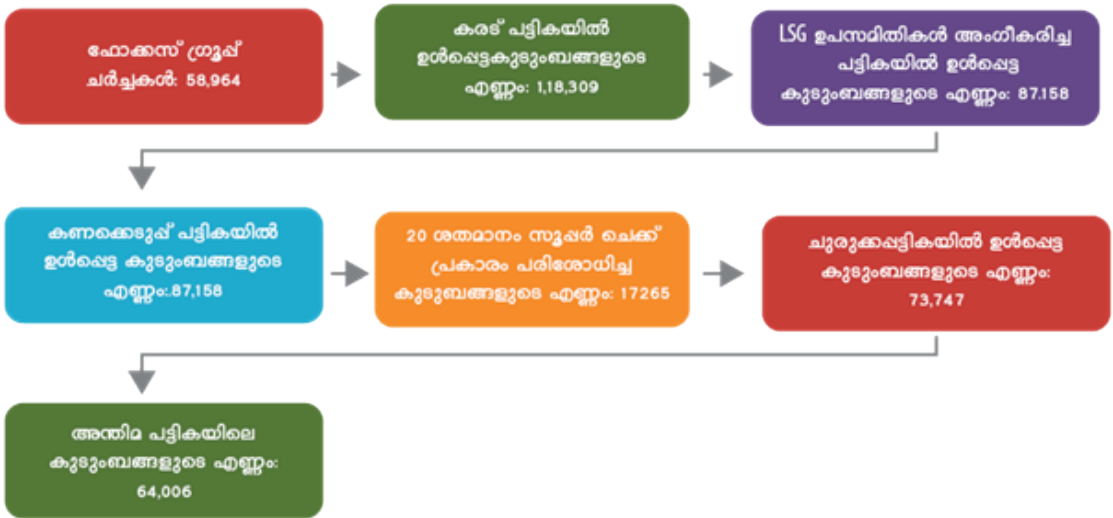 ഫോക്കസ് ഗ്രൂപ്പ്
ചർച്ചകൾ: 58,964
കരട് പട്ടികയിൽ
ഉൾപ്പെട്ടകുടുംബങ്ങളുടെ
എണ്ണം: 1,18,309
LSG ഉപസമിതികൾ അംഗീകരിച്ച
പട്ടികയിൽ ഉൾപ്പെട്ട
കുടുംബങ്ങളുടെ എണ്ണം: 87.158
കണക്കെടുപ്പ് പട്ടികയിൽ
ഉൾപ്പെട്ട കുടുംബങ്ങളുടെ
എണ്ണം:.87,158
20 ശതമാനം സൂപ്പർ ചെക്ക്
പ്രകാരം പരിശോധിച്ച
കുടുബങ്ങളുടെ എണ്ണം: 17265
ചുരുക്കപ്പട്ടികയിൽ ഉൾപ്പെട്ട
കുടുംബങ്ങളുടെ എണ്ണം:
73,747
അന്തിമ പട്ടികയിലെ
കുടുംബങ്ങളുടെ എണ്ണം:
64,006